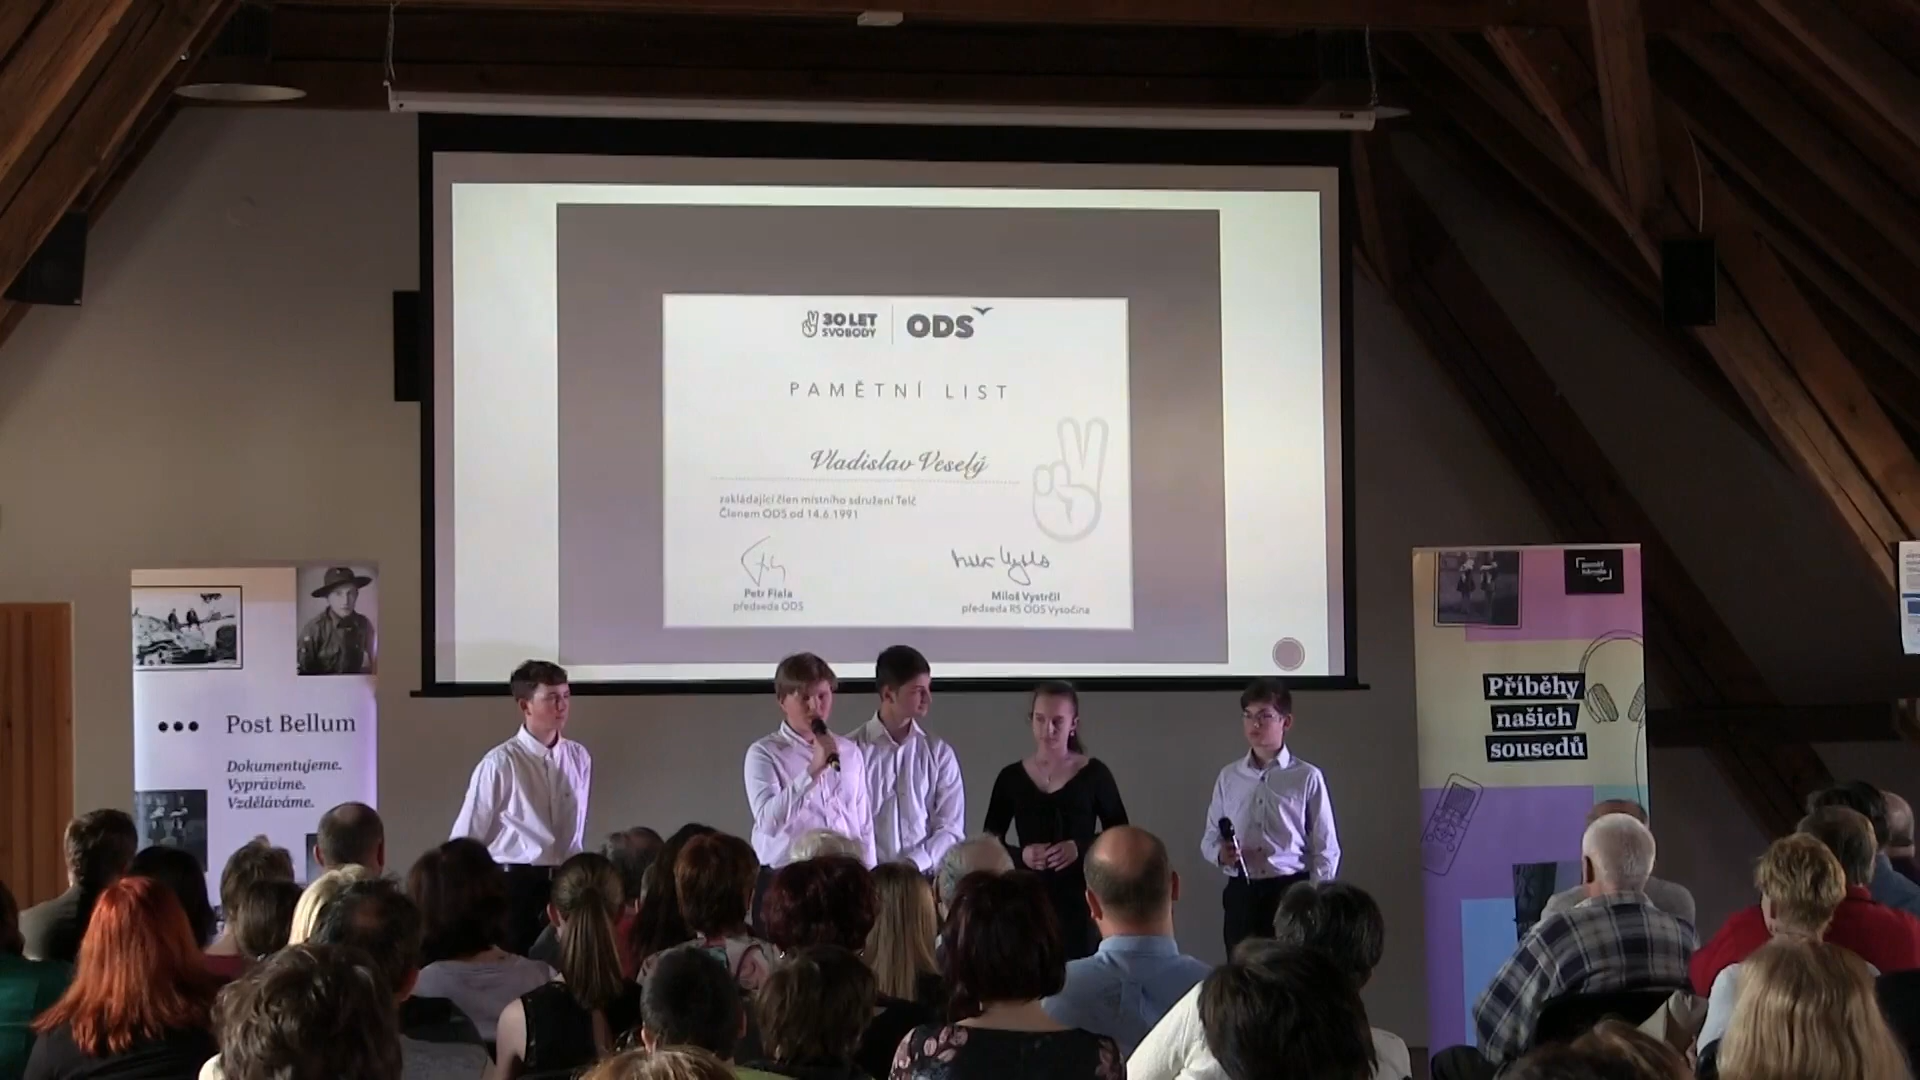 30 LET
SVOBODY
ODS
PAMĚTNÍ LIST
Vladislav Veselý
zakládající člen místního sdružení Telč
Členem ODS od 14.6.1991
Petr Fiala
předseda ODS
Miloš Vystrčil
předseda RS ODS Vysočina
Post Bellum
Dokumentujeme.
Vyprávíme.
Vzděláváme.
Příběhy
našich
sousedů